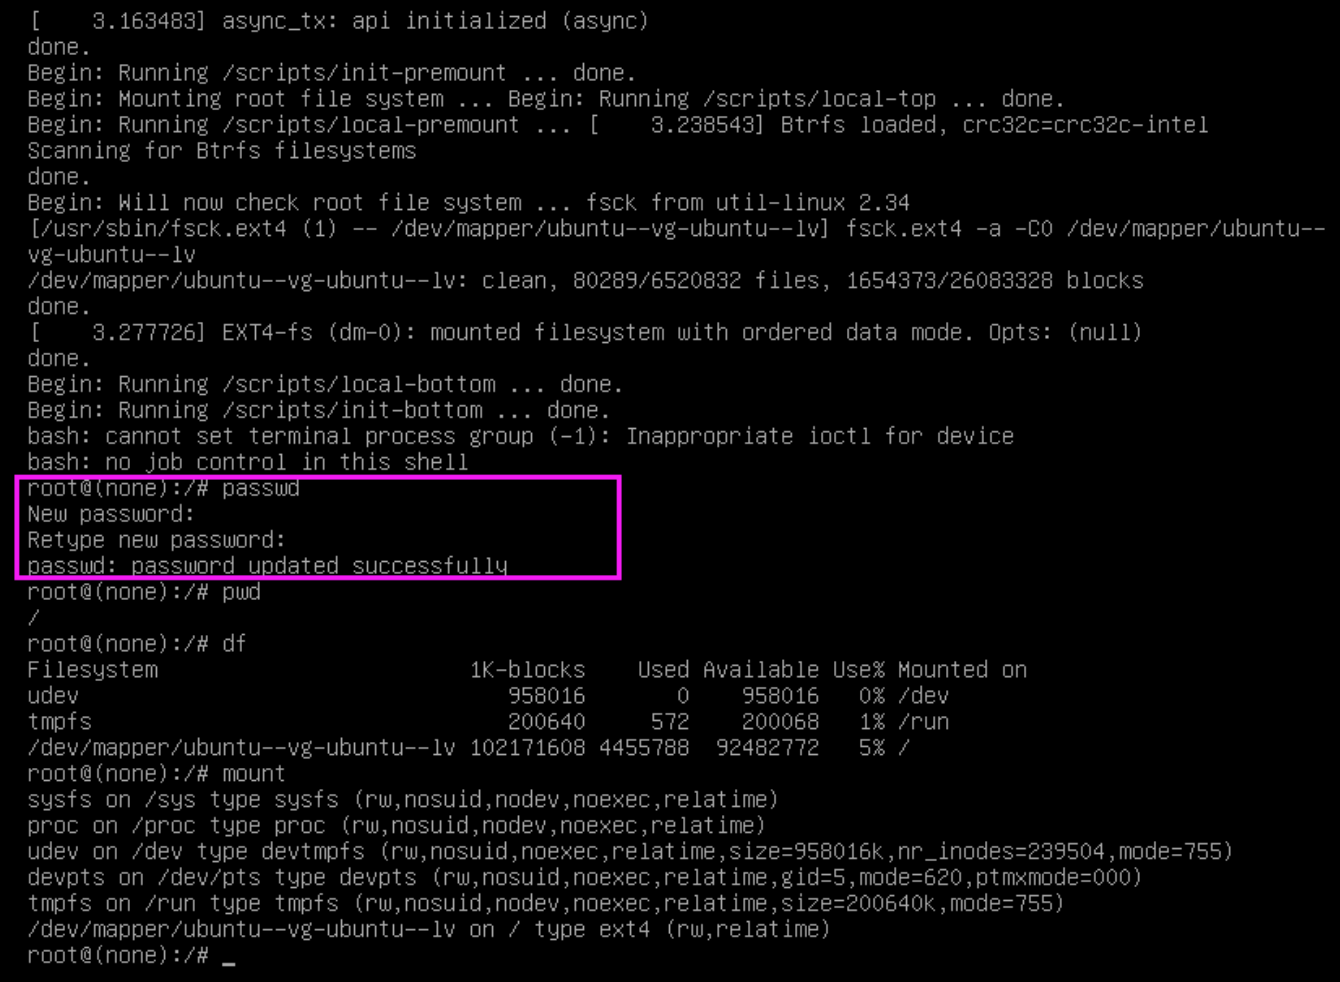 [    3.163483] async_tx: api initialized (async)
done.
Begin: Running /scripts/init-premount ... done.
Begin: Mounting root file system ... Begin: Running /scripts/local-top ... done.
Begin: Running /scripts/local-premount ... [    3.238543] Btrfs loaded, crc32c=crc32c-intel
Scanning for Btrfs filesystems
done.
Begin: Will now check root file system ... fsck from util-linux 2.34
[/usr/sbin/fsck.ext4 (1) -- /dev/mapper/ubuntu--vg-ubuntu--lv] fsck.ext4 -a -C0 /dev/mapper/ubuntu--
vg-ubuntu--lv
/dev/mapper/ubuntu--vg-ubuntu--lv: clean, 80289/6520832 files, 1654373/26083328 blocks
done.
[    3.277726] EXT4-fs (dm-0): mounted filesystem with ordered data mode. Opts: (null)
done.
Begin: Running /scripts/local-bottom ... done.
Begin: Running /scripts/init-bottom ... done.
bash: cannot set terminal process group (-1): Inappropriate ioctl for device
bash: no job control in this shell
root@(none):/# passwd
New password:
Retype new password:
passwd: password updated successfully
root@(none):/# pwd
/
root@(none):/# df
Filesystem                        1K-blocks    Used Available Use% Mounted on
udev                                 958016       0    958016   0% /dev
tmpfs                                200640     572    200068   1% /run
/dev/mapper/ubuntu--vg-ubuntu--lv 102171608 4455788  92482772   5% /
root@(none):/# mount
sysfs on /sys type sysfs (rw,nosuid,nodev,noexec,relatime)
proc on /proc type proc (rw,nosuid,nodev,noexec,relatime)
udev on /dev type devtmpfs (rw,nosuid,noexec,relatime,size=958016k,nr_inodes=239504,mode=755)
devpts on /dev/pts type devpts (rw,nosuid,noexec,relatime,gid=5,mode=620,ptmxmode=000)
tmpfs on /run type tmpfs (rw,nosuid,nodev,noexec,relatime,size=200640k,mode=755)
/dev/mapper/ubuntu--vg-ubuntu--lv on / type ext4 (rw,relatime)
root@(none):/# _